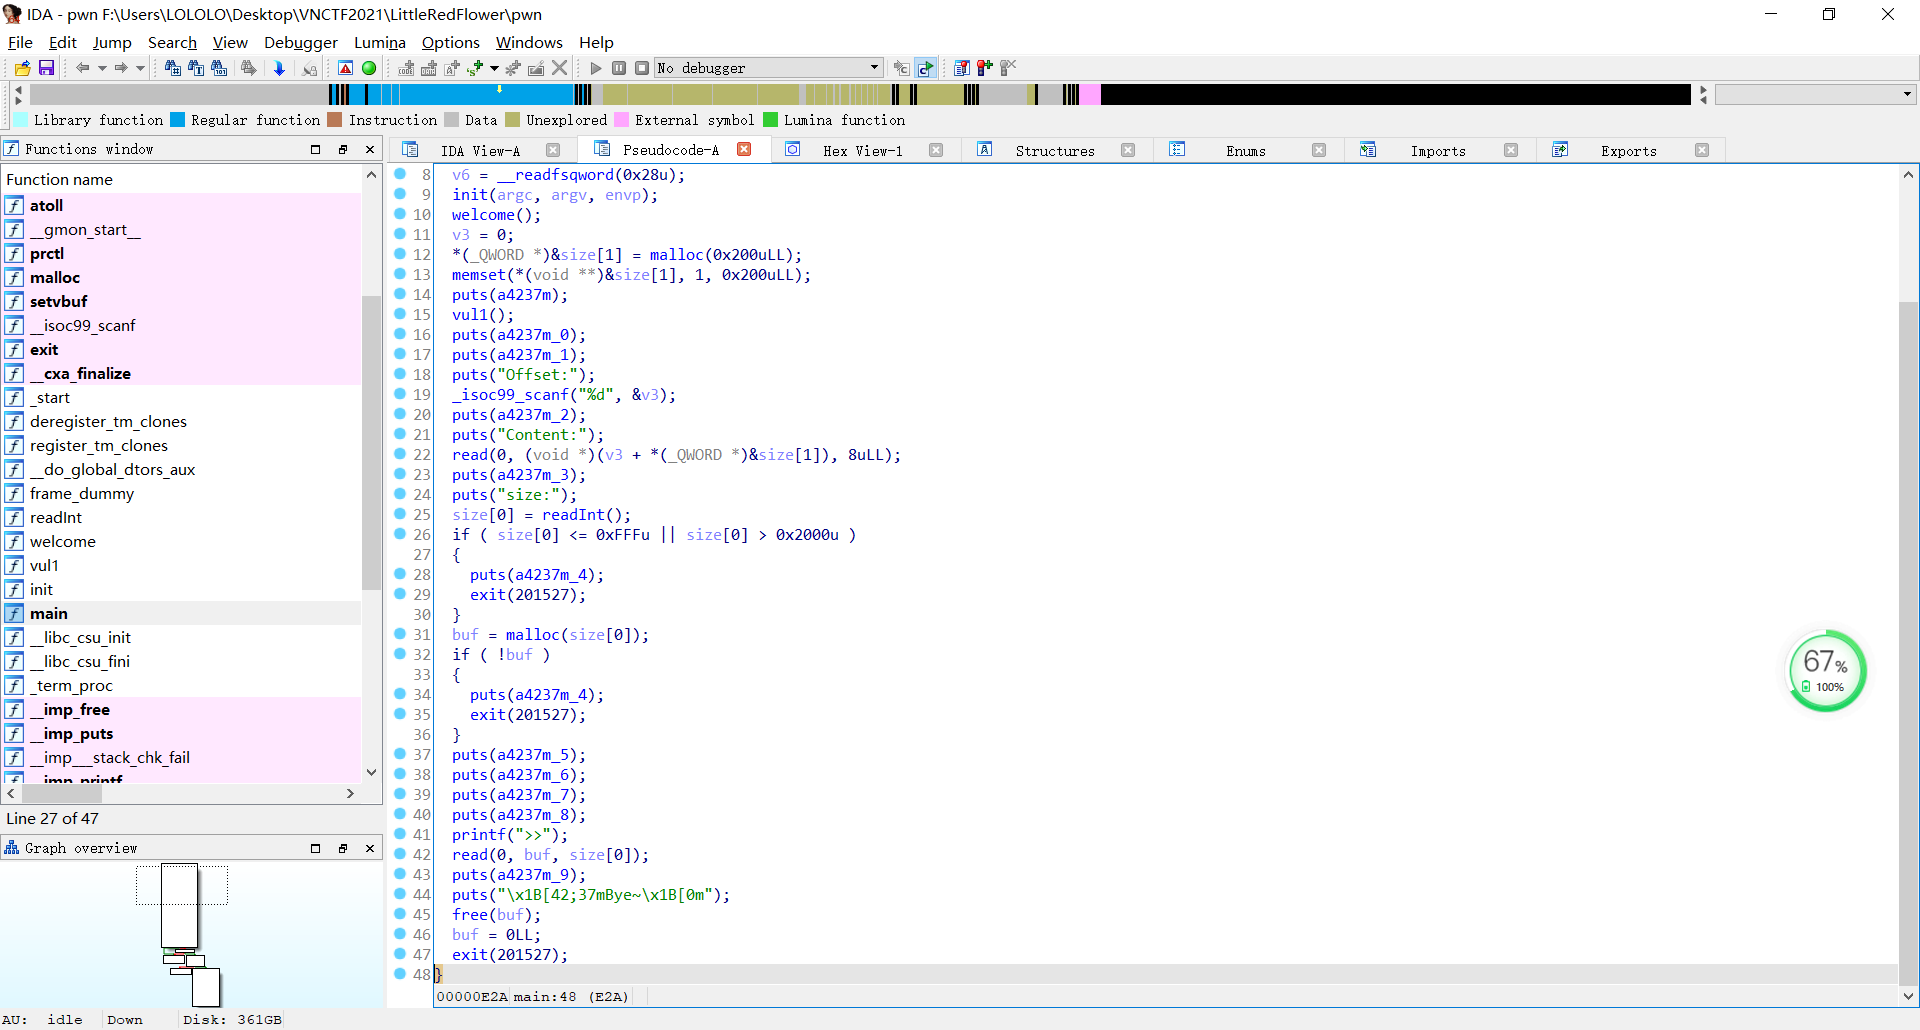 IDA - pwn F:\Users\LOLOLO\Desktop\VNCTF2021\LittleRedFlower\pwn
File Edit Jump Search View Debugger Lumina Options Windows Help
No debugger
Library function Regular function Instruction Data Unexplored External symbol Lumina function
Functions window
IDA View-A Pseudocode-A Hex View-1 Structures Enums Imports Exports
Function name
atoll
__gmon_start__
prctl
malloc
setvbuf
__isoc99_scanf
exit
__cxa_finalize
_start
deregister_tm_clones
register_tm_clones
__do_global_dtors_aux
frame_dummy
readInt
welcome
vul1
init
main
__libc_csu_init
__libc_csu_fini
_term_proc
__imp_free
__imp_puts
__imp___stack_chk_fail
__imp_printf
Line 27 of 47
Graph overview
8 v6 = __readfsqword(0x28u);
9 init(argc, argv, envp);
10 welcome();
11 v3 = 0;
12 *(_QWORD *)&size[1] = malloc(0x200uLL);
13 memset(*(void **)&size[1], 1, 0x200uLL);
14 puts(a4237m);
15 vul1();
16 puts(a4237m_0);
17 puts(a4237m_1);
18 puts("Offset:");
19 _isoc99_scanf("%d", &v3);
20 puts(a4237m_2);
21 puts("Content:");
22 read(0, (void *)(v3 + *(_QWORD *)&size[1]), 8uLL);
23 puts(a4237m_3);
24 puts("size:");
25 size[0] = readInt();
26 if ( size[0] <= 0xFFFu || size[0] > 0x2000u )
27 {
28 puts(a4237m_4);
29 exit(201527);
30 }
31 buf = malloc(size[0]);
32 if ( !buf )
33 {
34 puts(a4237m_4);
35 exit(201527);
36 }
37 puts(a4237m_5);
38 puts(a4237m_6);
39 puts(a4237m_7);
40 puts(a4237m_8);
41 printf(">>");
42 read(0, buf, size[0]);
43 puts(a4237m_9);
44 puts("\x1B[42;37mBye~\x1B[0m");
45 free(buf);
46 buf = 0LL;
47 exit(201527);
48 }
00000E2A main:48 (E2A)
67%
100%
AU: idle Down Disk: 361GB